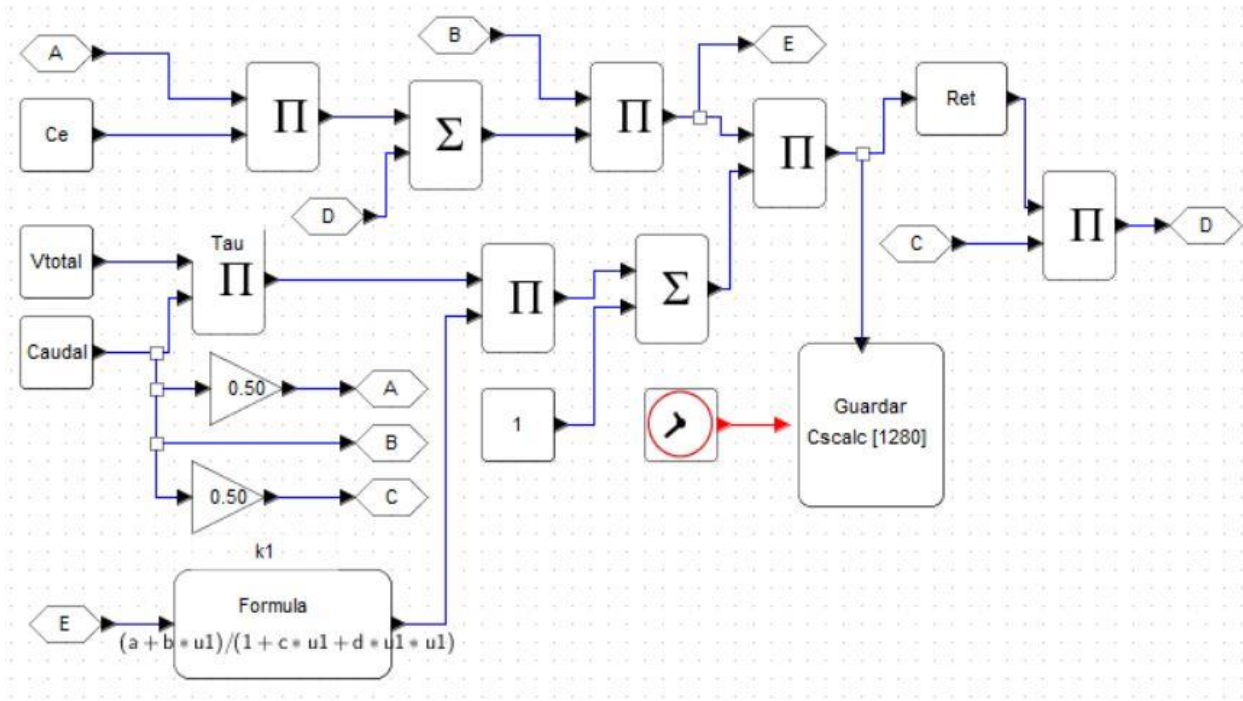 A
B
E
Ce
Π
Σ
Π
Π
Ret
D
C
Π
D
Vtotal
Tau
Π
Π
Σ
Caudal
0.50
A
1
Guardar
Cscalc [1280]
B
0.50
C
k1
Formula
E
(a + b * u1)/(1 + c * u1 + d * u1 * u1)